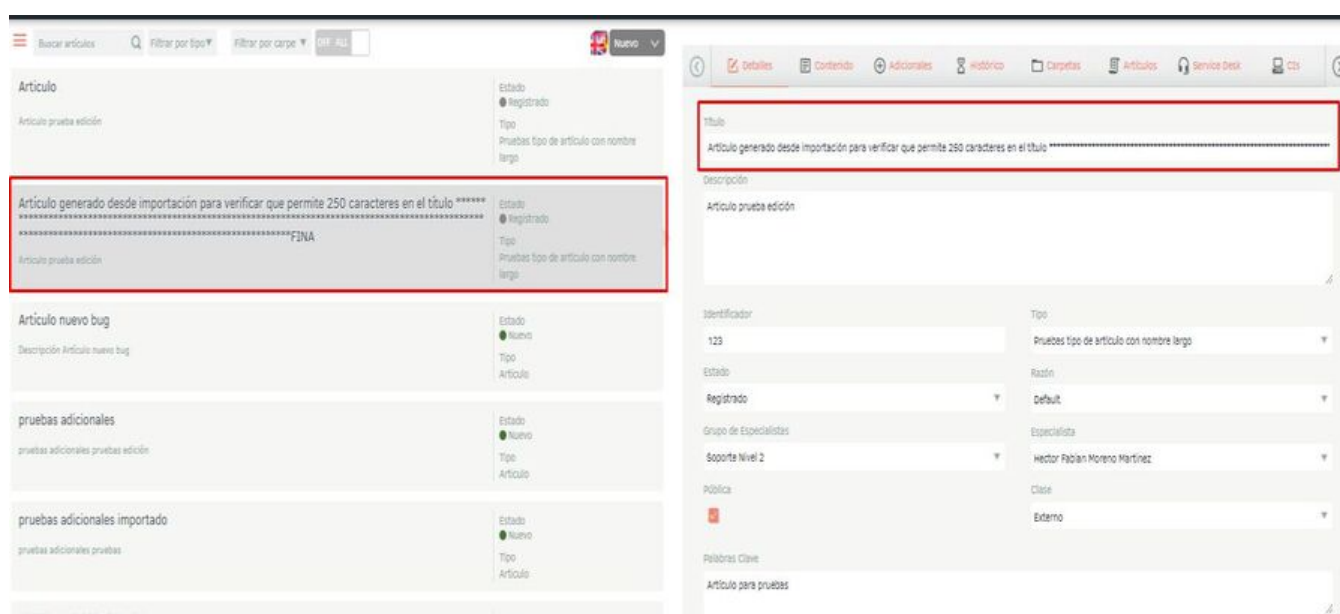 Buscar artículos
Filtrar por tipo
Filtrar por carpe
OFF ALL
Nuevo
Articulo
Artículo prueba edición
Estado
Registrado
Tipo
Pruebas tipo de artículo con nombre
largo
Artículo generado desde importación para verificar que permite 250 caracteres en el título ******
*********************************************************************************************
******************************************************FINA
Artículo prueba edición
Estado
Registrado
Tipo
Pruebas tipo de artículo con nombre
largo
Artículo nuevo bug
Descripción Artículo nuevo bug
Estado
Nuevo
Tipo
Artículo
pruebas adicionales
pruebas adicionales pruebas edición
Estado
Nuevo
Tipo
Artículo
pruebas adicionales importado
pruebas adicionales pruebas
Estado
Nuevo
Tipo
Artículo
Detalles
Contenido
Adicionales
Histórico
Carpetas
Artículos
Service Desk
CIs
Título
Artículo generado desde importación para verificar que permite 250 caracteres en el título **********************************************************************
Descripción
Artículo prueba edición
Identificador
123
Tipo
Pruebas tipo de artículo con nombre largo
Estado
Registrado
Razón
Default
Grupo de Especialistas
Soporte Nivel 2
Especialista
Hector Fabian Moreno Martinez
Pública
Clase
Externo
Palabras Clave
Artículo para pruebas